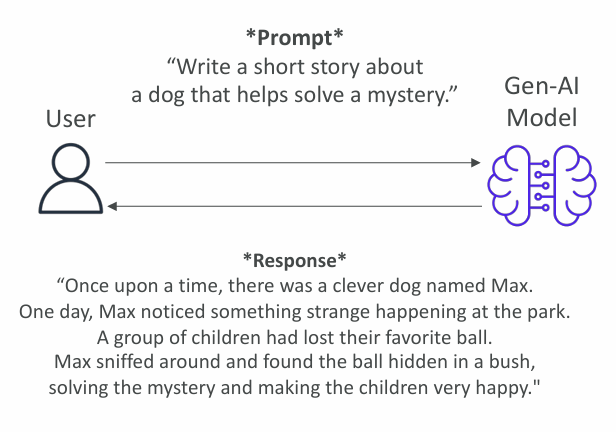 *Prompt*
“Write a short story about
a dog that helps solve a mystery.”
User
Gen-AI
Model
*Response*
“Once upon a time, there was a clever dog named Max.
One day, Max noticed something strange happening at the park.
A group of children had lost their favorite ball.
Max sniffed around and found the ball hidden in a bush,
solving the mystery and making the children very happy."